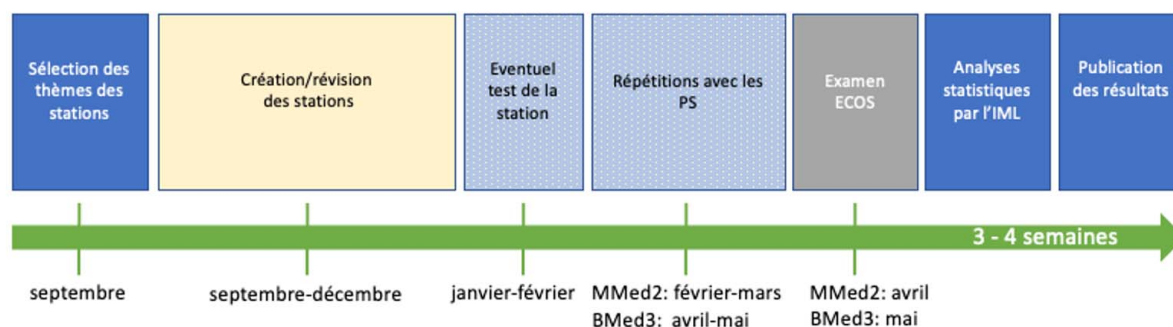 Sélection des
thèmes des
stations
Création/révision
des stations
Eventuel
test de la
station
Répétitions avec les
PS
Examen
ECOS
Analyses
statistiques
par l'IML
Publication
des résultats
3 - 4 semaines
septembre
septembre-décembre
janvier-février
MMed2: février-mars
BMed3: avril-mai
MMed2: avril
BMed3: mai